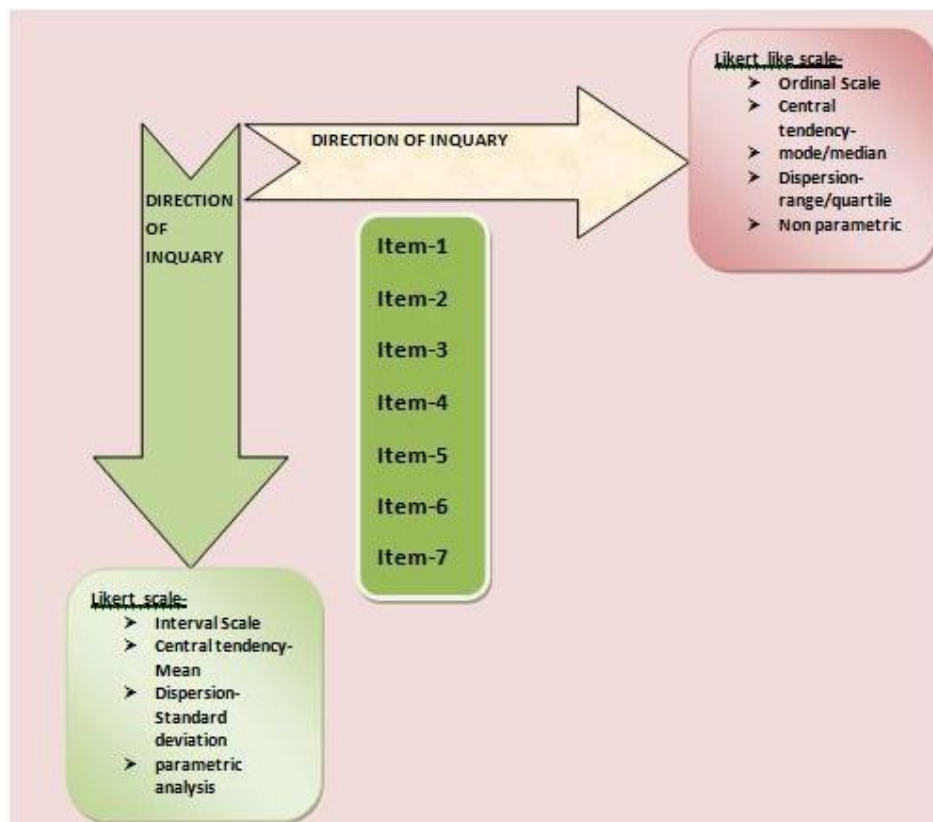 Likert like scale-
➤ Ordinal Scale
➤ Central
tendency-
➤ mode/median
➤ Dispersion-
range/quartile
➤ Non parametric
DIRECTION OF INQUARY
DIRECTION
OF
INQUARY
Item-1
Item-2
Item-3
Item-4
Item-5
Item-6
Item-7
Likert scale-
➤ Interval Scale
➤ Central tendency-
Mean
➤ Dispersion-
Standard
deviation
➤ parametric
analysis